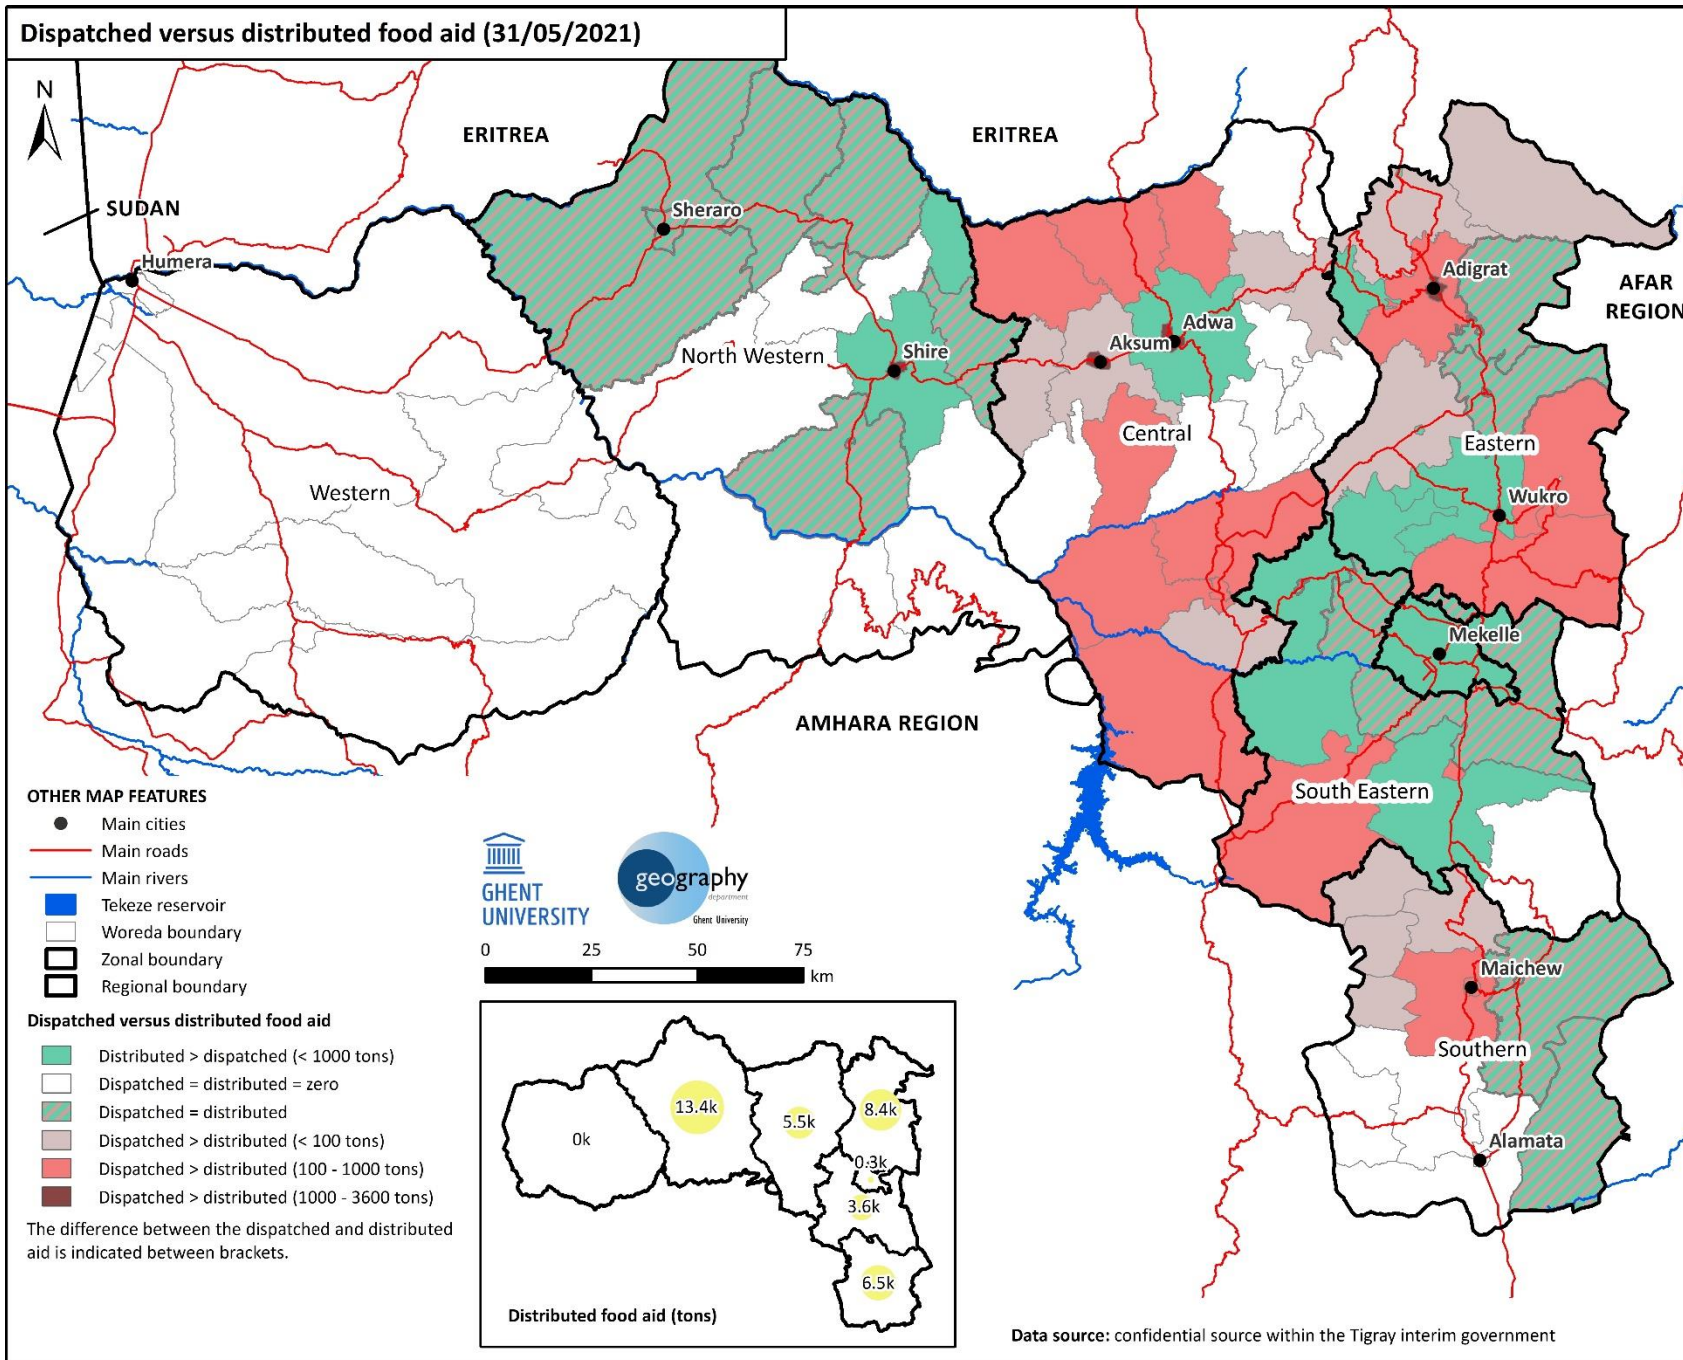 Dispatched versus distributed food aid (31/05/2021)
N
ERITREA
ERITREA
SUDAN
Sheraro
Humera
Adigrat
AFAR
REGION
Adwa
Aksum
Shire
North Western
Central
Eastern
Western
Wukro
Mekelle
AMHARA REGION
South Eastern
Maichew
Southern
Alamata
OTHER MAP FEATURES
Main cities
Main roads
Main rivers
Tekeze reservoir
Woreda boundary
Zonal boundary
Regional boundary
Dispatched versus distributed food aid
Distributed > dispatched (< 1000 tons)
Dispatched = distributed = zero
Dispatched = distributed
Dispatched > distributed (< 100 tons)
Dispatched > distributed (100 - 1000 tons)
Dispatched > distributed (1000 - 3600 tons)
The difference between the dispatched and distributed
aid is indicated between brackets.
GHENT
UNIVERSITY
geography
department
Ghent University
0 25 50 75
km
13.4k
5.5k
8.4k
0k
0.3k
3.6k
6.5k
Distributed food aid (tons)
Data source: confidential source within the Tigray interim government